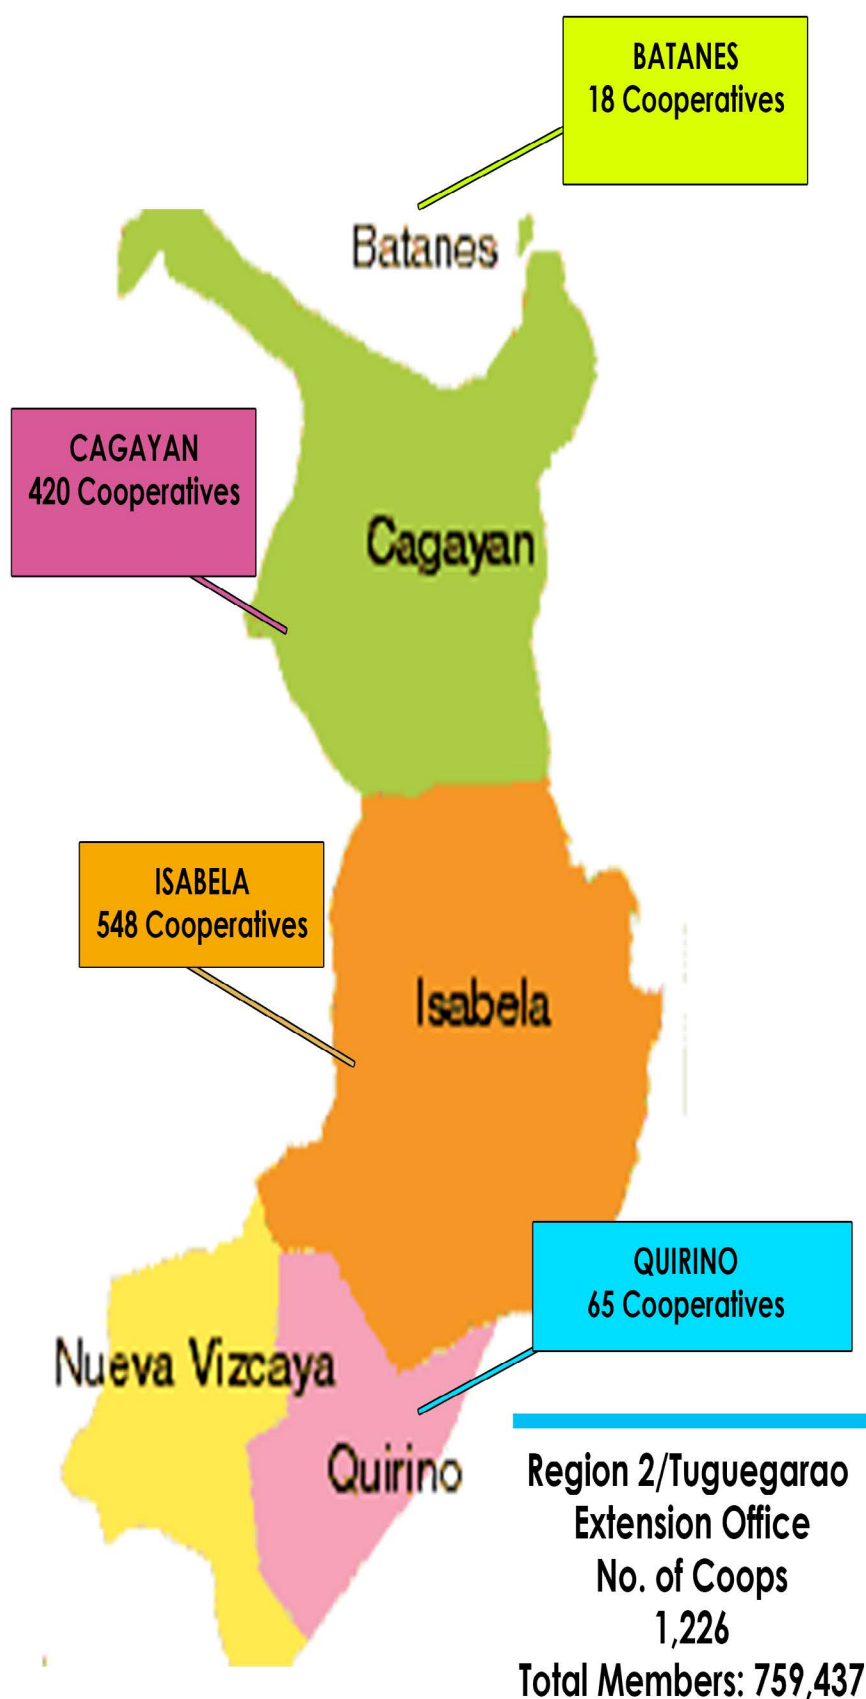 BATANES
18 Cooperatives
Batanes
CAGAYAN
420 Cooperatives
Cagayan
ISABELA
548 Cooperatives
Isabela
QUIRINO
65 Cooperatives
Nueva Vizcaya
Quirino
Region 2/Tuguegarao
Extension Office
No. of Coops
1,226
Total Members: 759,437